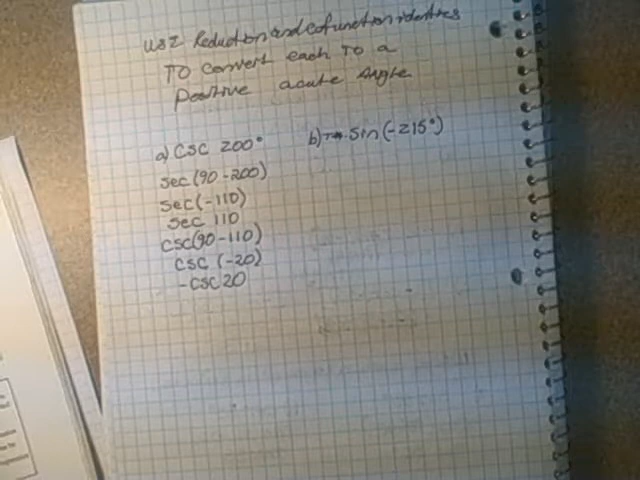 use Reduction and cofunction identities
TO convert each TO a
positive acute Angle
a) CSC 200°
b) sin(-215°)
sec(90-200)
sec(-110)
sec 110
csc(90-110)
csc (-20)
-csc 20